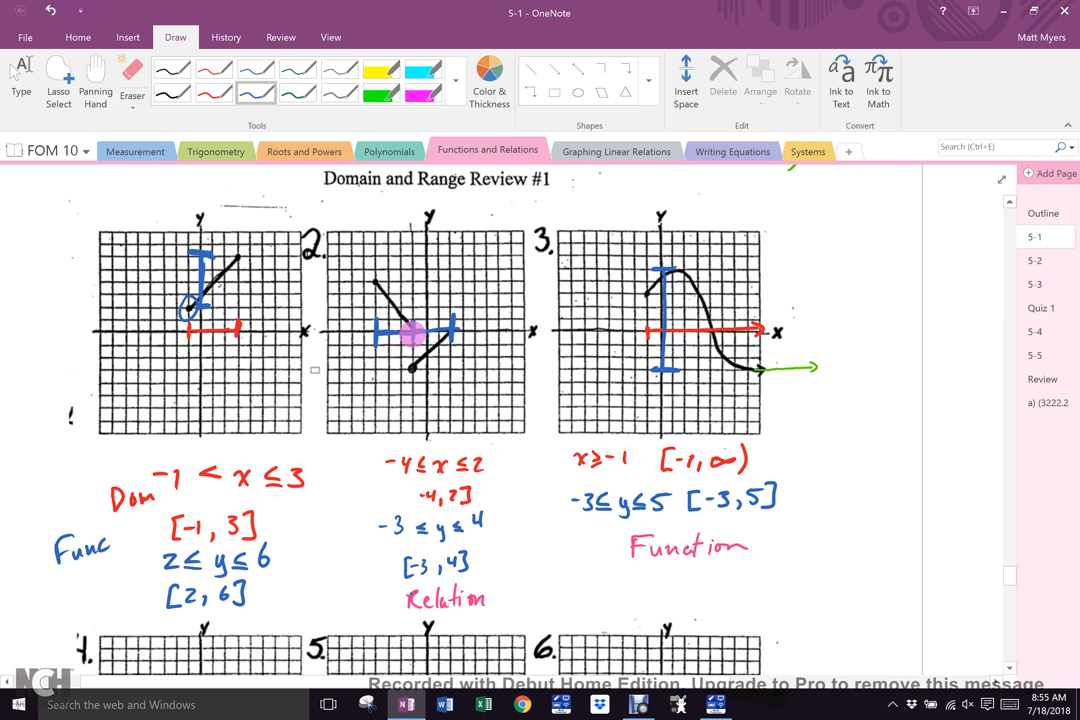 5-1 - OneNote
Matt Myers
File Home Insert Draw History Review View
Type Lasso Select Panning Hand Eraser Color & Thickness Insert Space Delete Arrange Rotate Ink to Text Ink to Math
Tools Shapes Edit Convert
FOM 10 Measurement Trigonometry Roots and Powers Polynomials Functions and Relations Graphing Linear Relations Writing Equations Systems Search (Ctrl+E)
Add Page
Outline
5-1
5-2
5-3
Quiz 1
5-4
5-5
Review
a) (3222.2
Domain and Range Review #1
Y
x
2.
Y
x
3.
Y
x
Dom -1 < x ≤ 3
[-1, 3]
Func
2 ≤ y ≤ 6
[2, 6]
-4 ≤ x ≤ 2
-4, 2]
-3 ≤ y ≤ 4
[-3, 4]
Relation
x ≥ -1 [-1, ∞)
-3 ≤ y ≤ 5 [-3, 5]
Function
4. Y
5. Y
6. Y
NCH
Recorded with Debut Home Edition. Upgrade to Pro to remove this message
Search the web and Windows
8:55 AM
7/18/2018